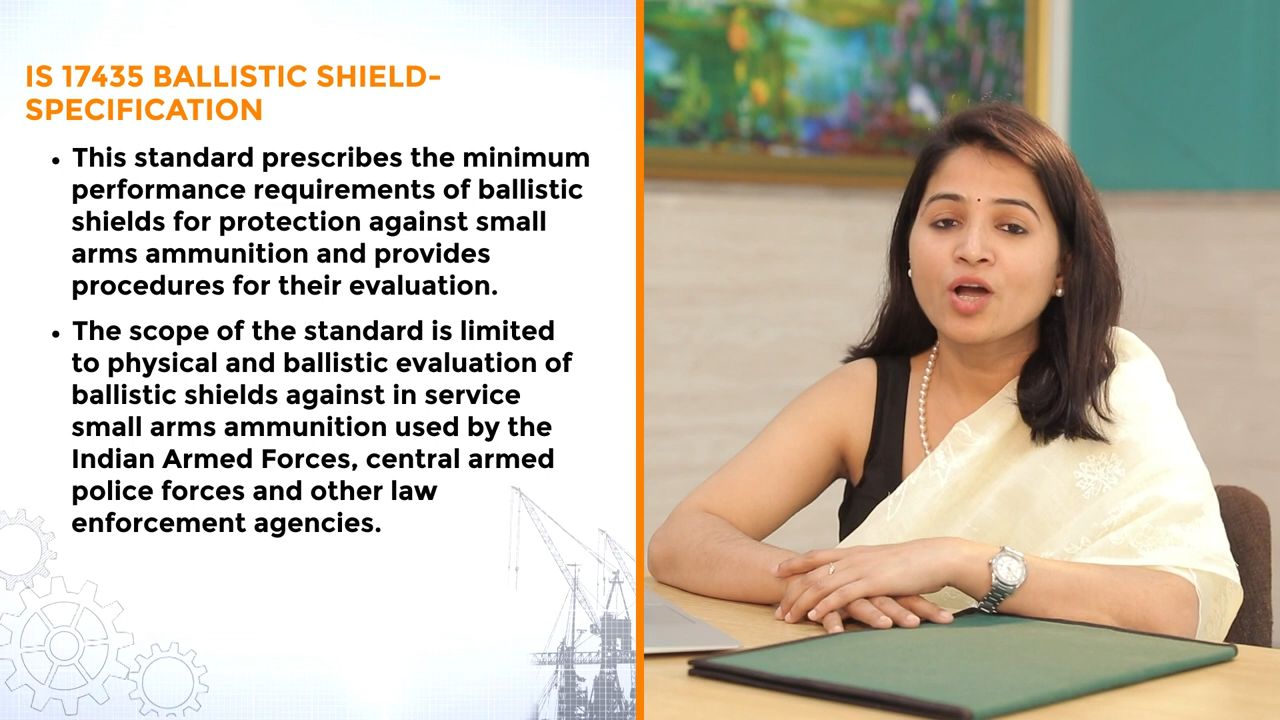 IS 17435 BALLISTIC SHIELD-
SPECIFICATION
• This standard prescribes the minimum
performance requirements of ballistic
shields for protection against small
arms ammunition and provides
procedures for their evaluation.
• The scope of the standard is limited
to physical and ballistic evaluation of
ballistic shields against in service
small arms ammunition used by the
Indian Armed Forces, central armed
police forces and other law
enforcement agencies.